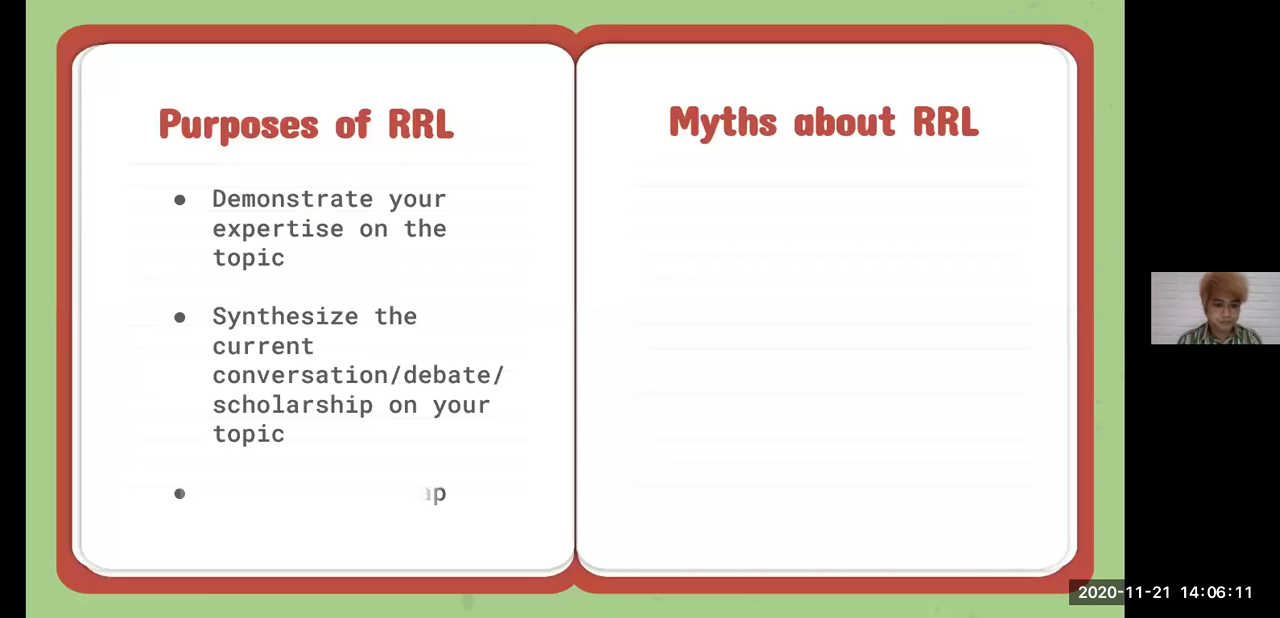 Purposes of RRL
● Demonstrate your
expertise on the
topic
● Synthesize the
current
conversation/debate/
scholarship on your
topic
●
Myths about RRL
2020-11-21 14:06:11